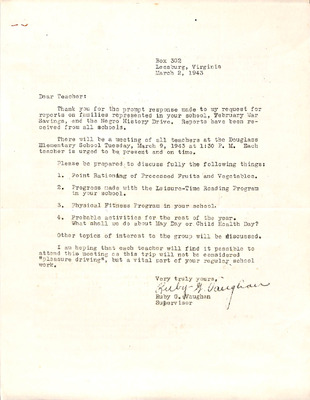 Box 302
Leesburg, Virginia
March 2, 1943
Dear Teacher:
Thank you for the prompt response made to my request for
reports on families represented in your school, February War
Savings, and the Negro History Drive. Reports have been re-
ceived from all schools.
There will be a meeting of all teachers at the Douglass
Elementary School Tuesday, March 9, 1943 at 1:30 P. M. Each
teacher is urged to be present and on time.
Please be prepared to discuss fully the following things:
1. Point Rationing of Processed Fruits and Vegetables.
2. Progress made with the Leisure-Time Reading Program
in your school.
3. Physical Fitness Program in your school.
4. Probable activities for the rest of the year.
What shall we do about May Day or Child Health Day?
Other topics of interest to the group will be discussed.
I am hoping that each teacher will find it possible to
attend this meeting as this trip will not be considered
"pleasure driving", but a vital part of your regular school
work.
Very truly yours,
Ruby G. Vaughan
Ruby G. Vaughan
Supervisor